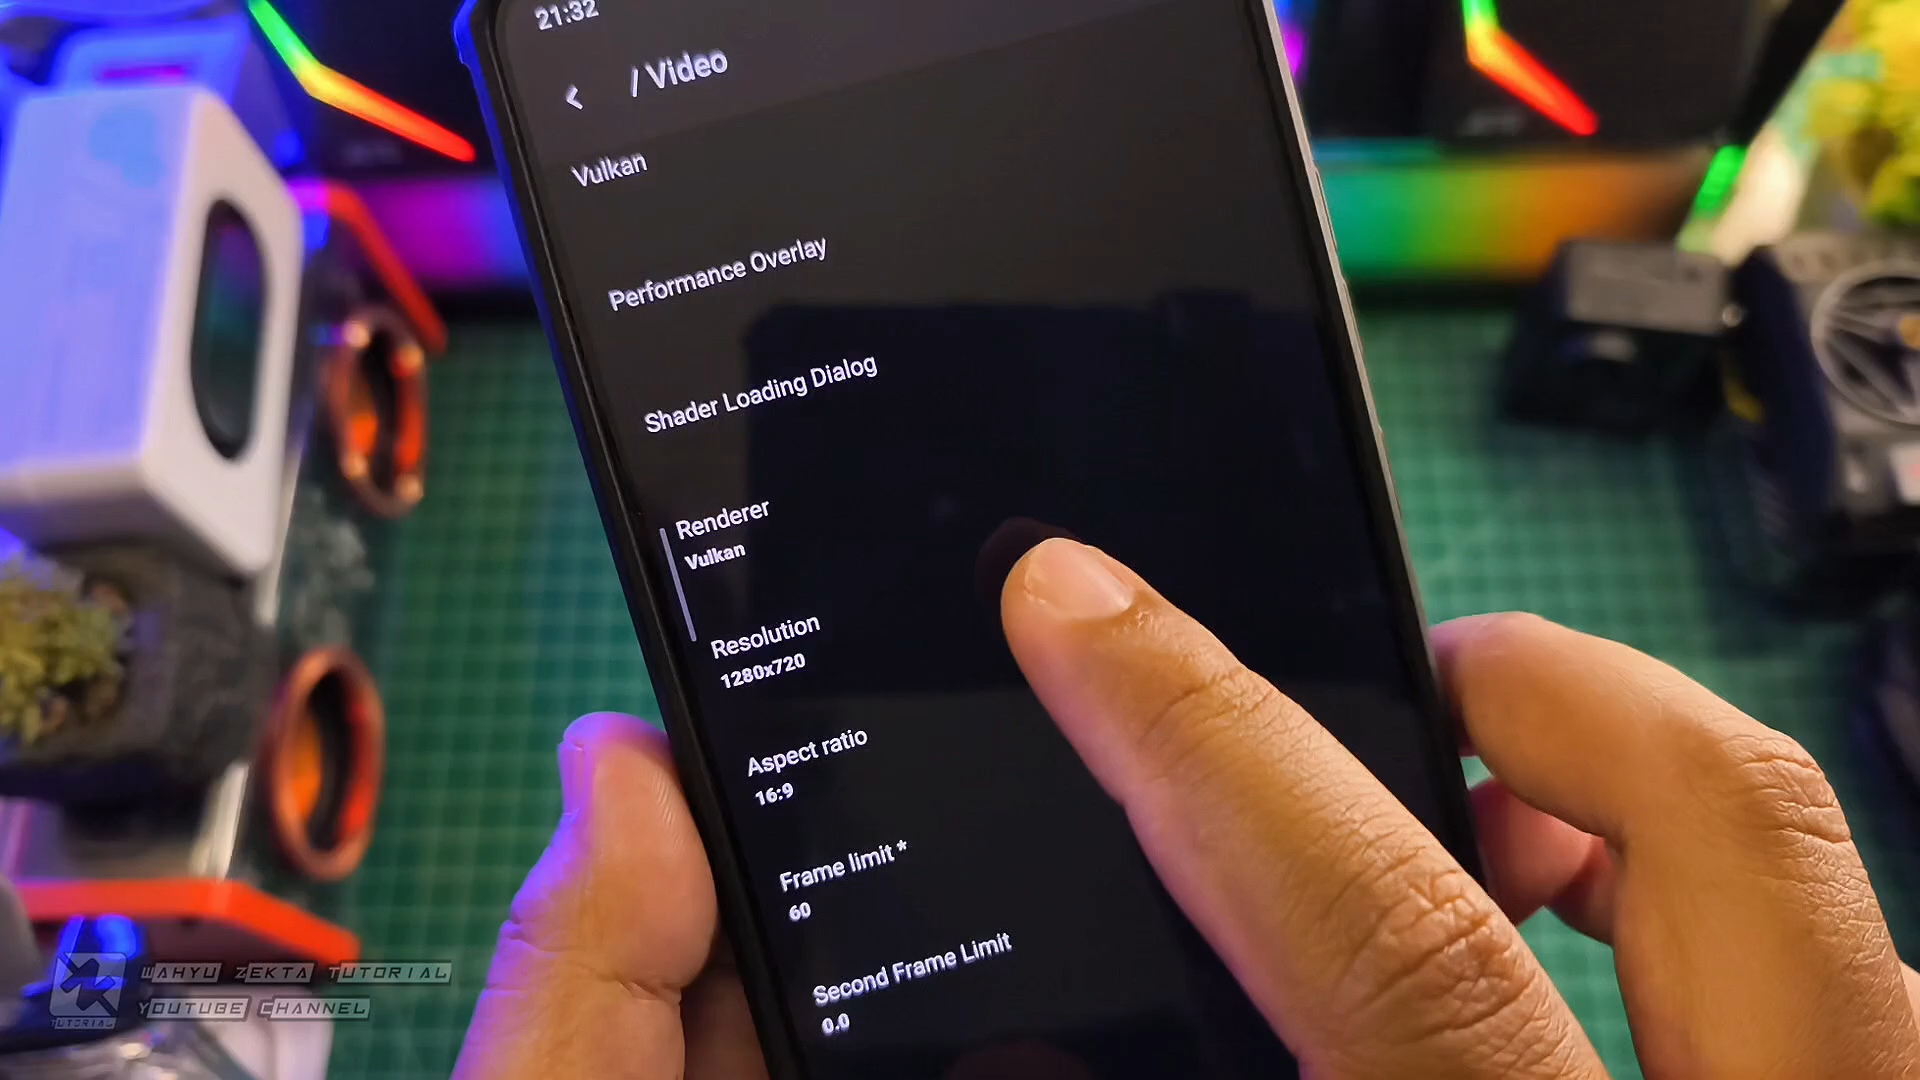 21:32
/ Video
Vulkan
Performance Overlay
Shader Loading Dialog
Renderer
Vulkan
Resolution
1280x720
Aspect ratio
16:9
Frame limit *
60
Second Frame Limit
0.0
WAHYU ZEKTA TUTORIAL
YOUTUBE CHANNEL
TUTORIAL